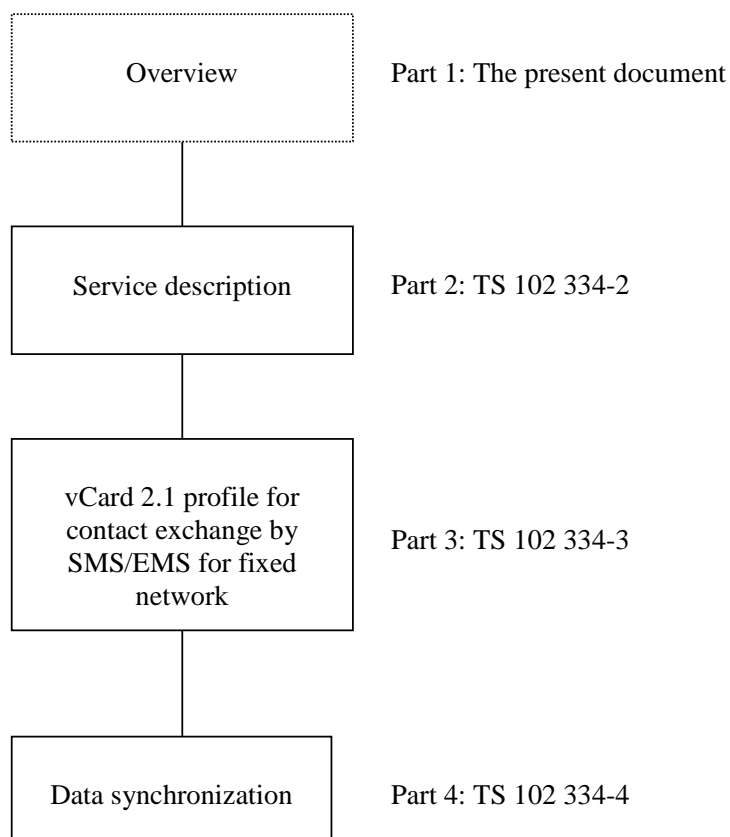 Overview
Part 1: The present document
Service description
Part 2: TS 102 334-2
vCard 2.1 profile for
contact exchange by
SMS/EMS for fixed
network
Part 3: TS 102 334-3
Data synchronization
Part 4: TS 102 334-4